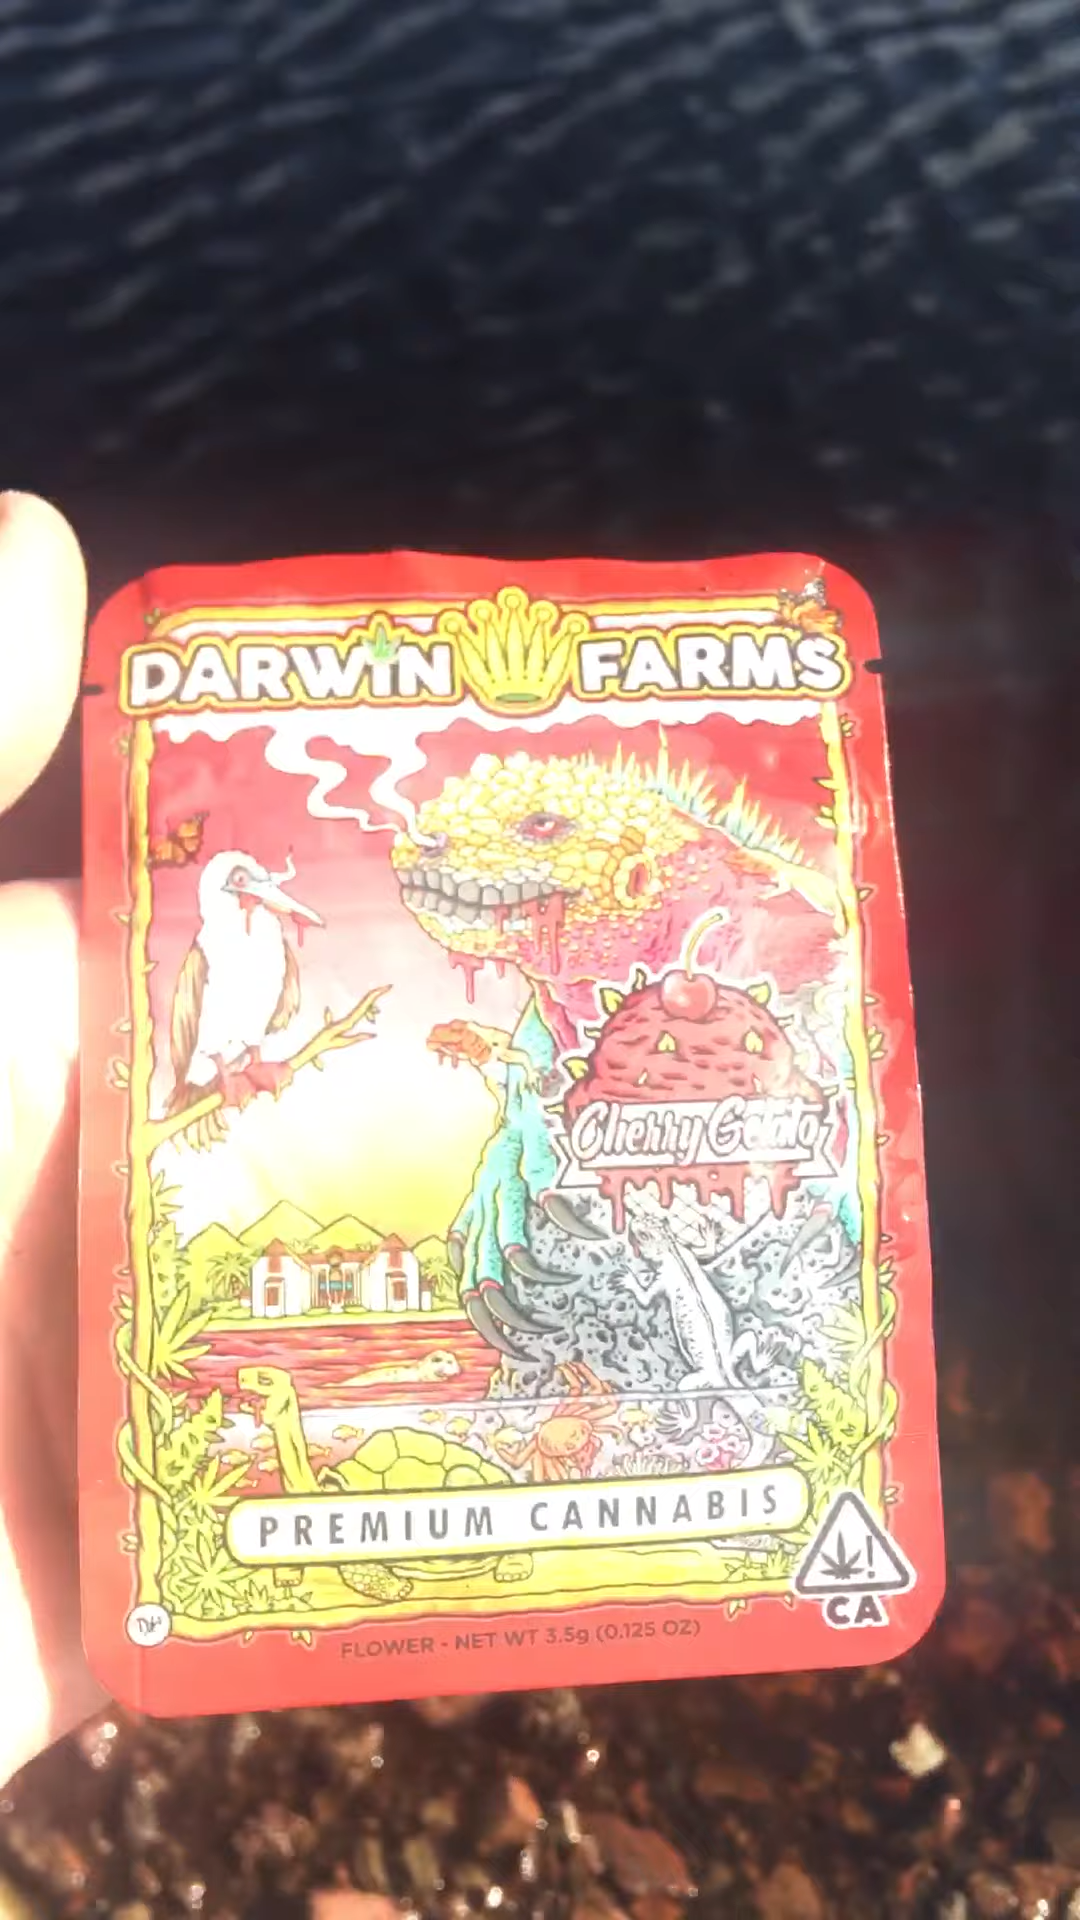 DARWIN FARMS
Cherry Gelato
PREMIUM CANNABIS
CA
FLOWER - NET WT 3.5g (0.125 OZ)